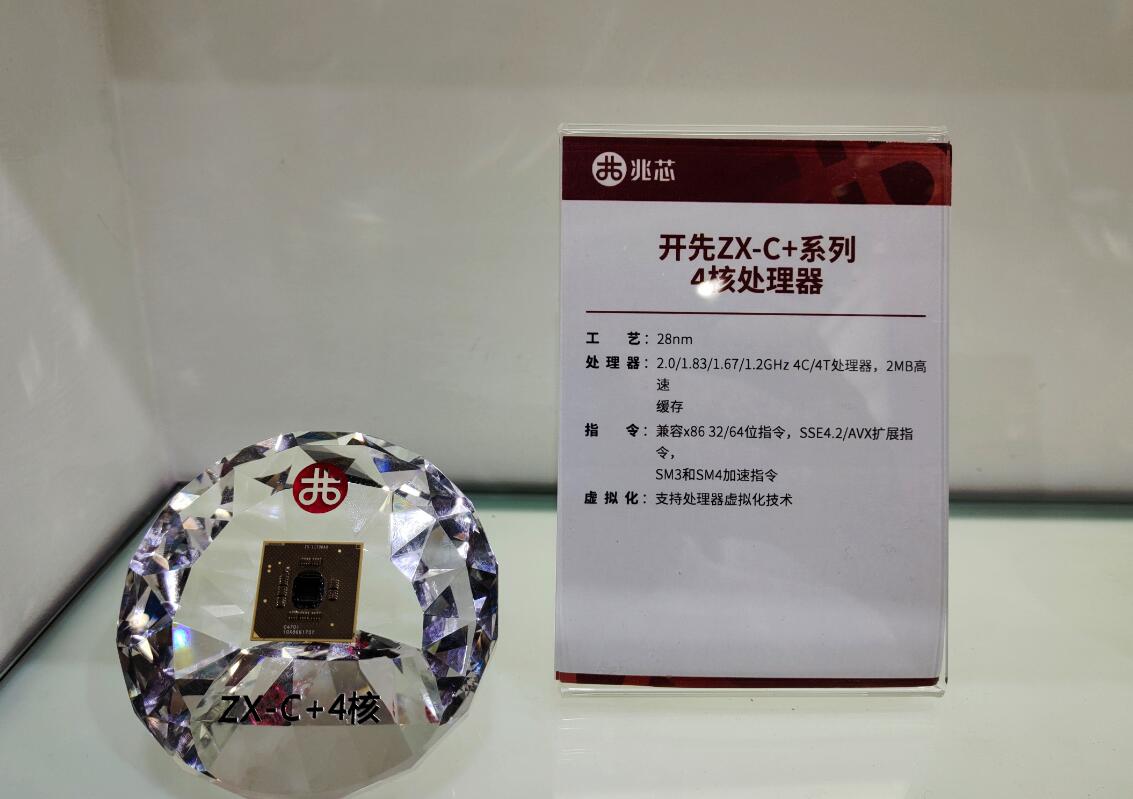 兆芯
开先ZX-C+系列
4核处理器
工艺：28nm
处理器：2.0/1.83/1.67/1.2GHz 4C/4T处理器，2MB高
速
缓存
指令：兼容x86 32/64位指令，SSE4.2/AVX扩展指
令，
SM3和SM4加速指令
虚拟化：支持处理器虚拟化技术
C4701
ZX-C+4核